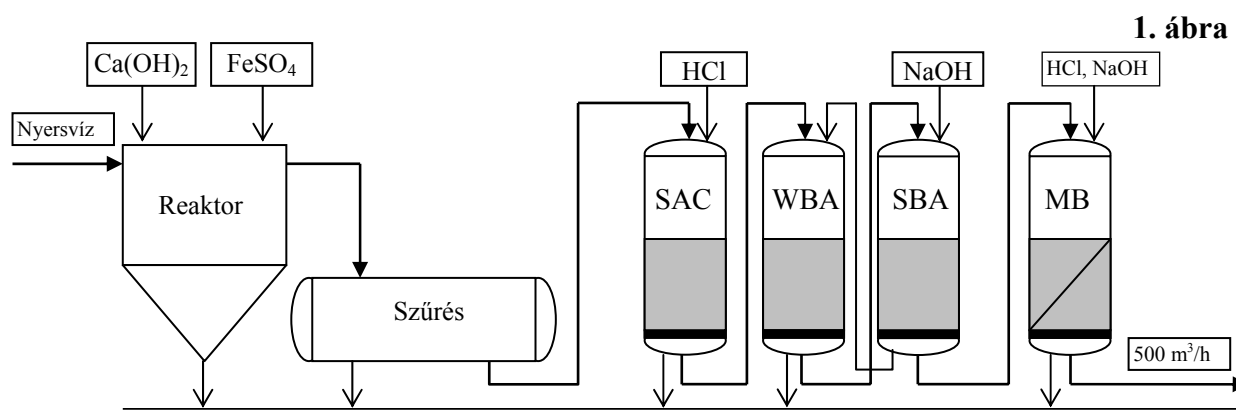 1. ábra
Ca(OH)₂
FeSO₄
HCl
NaOH
HCl, NaOH
Nyersvíz
Reaktor
SAC
WBA
SBA
MB
Szűrés
500 m³/h